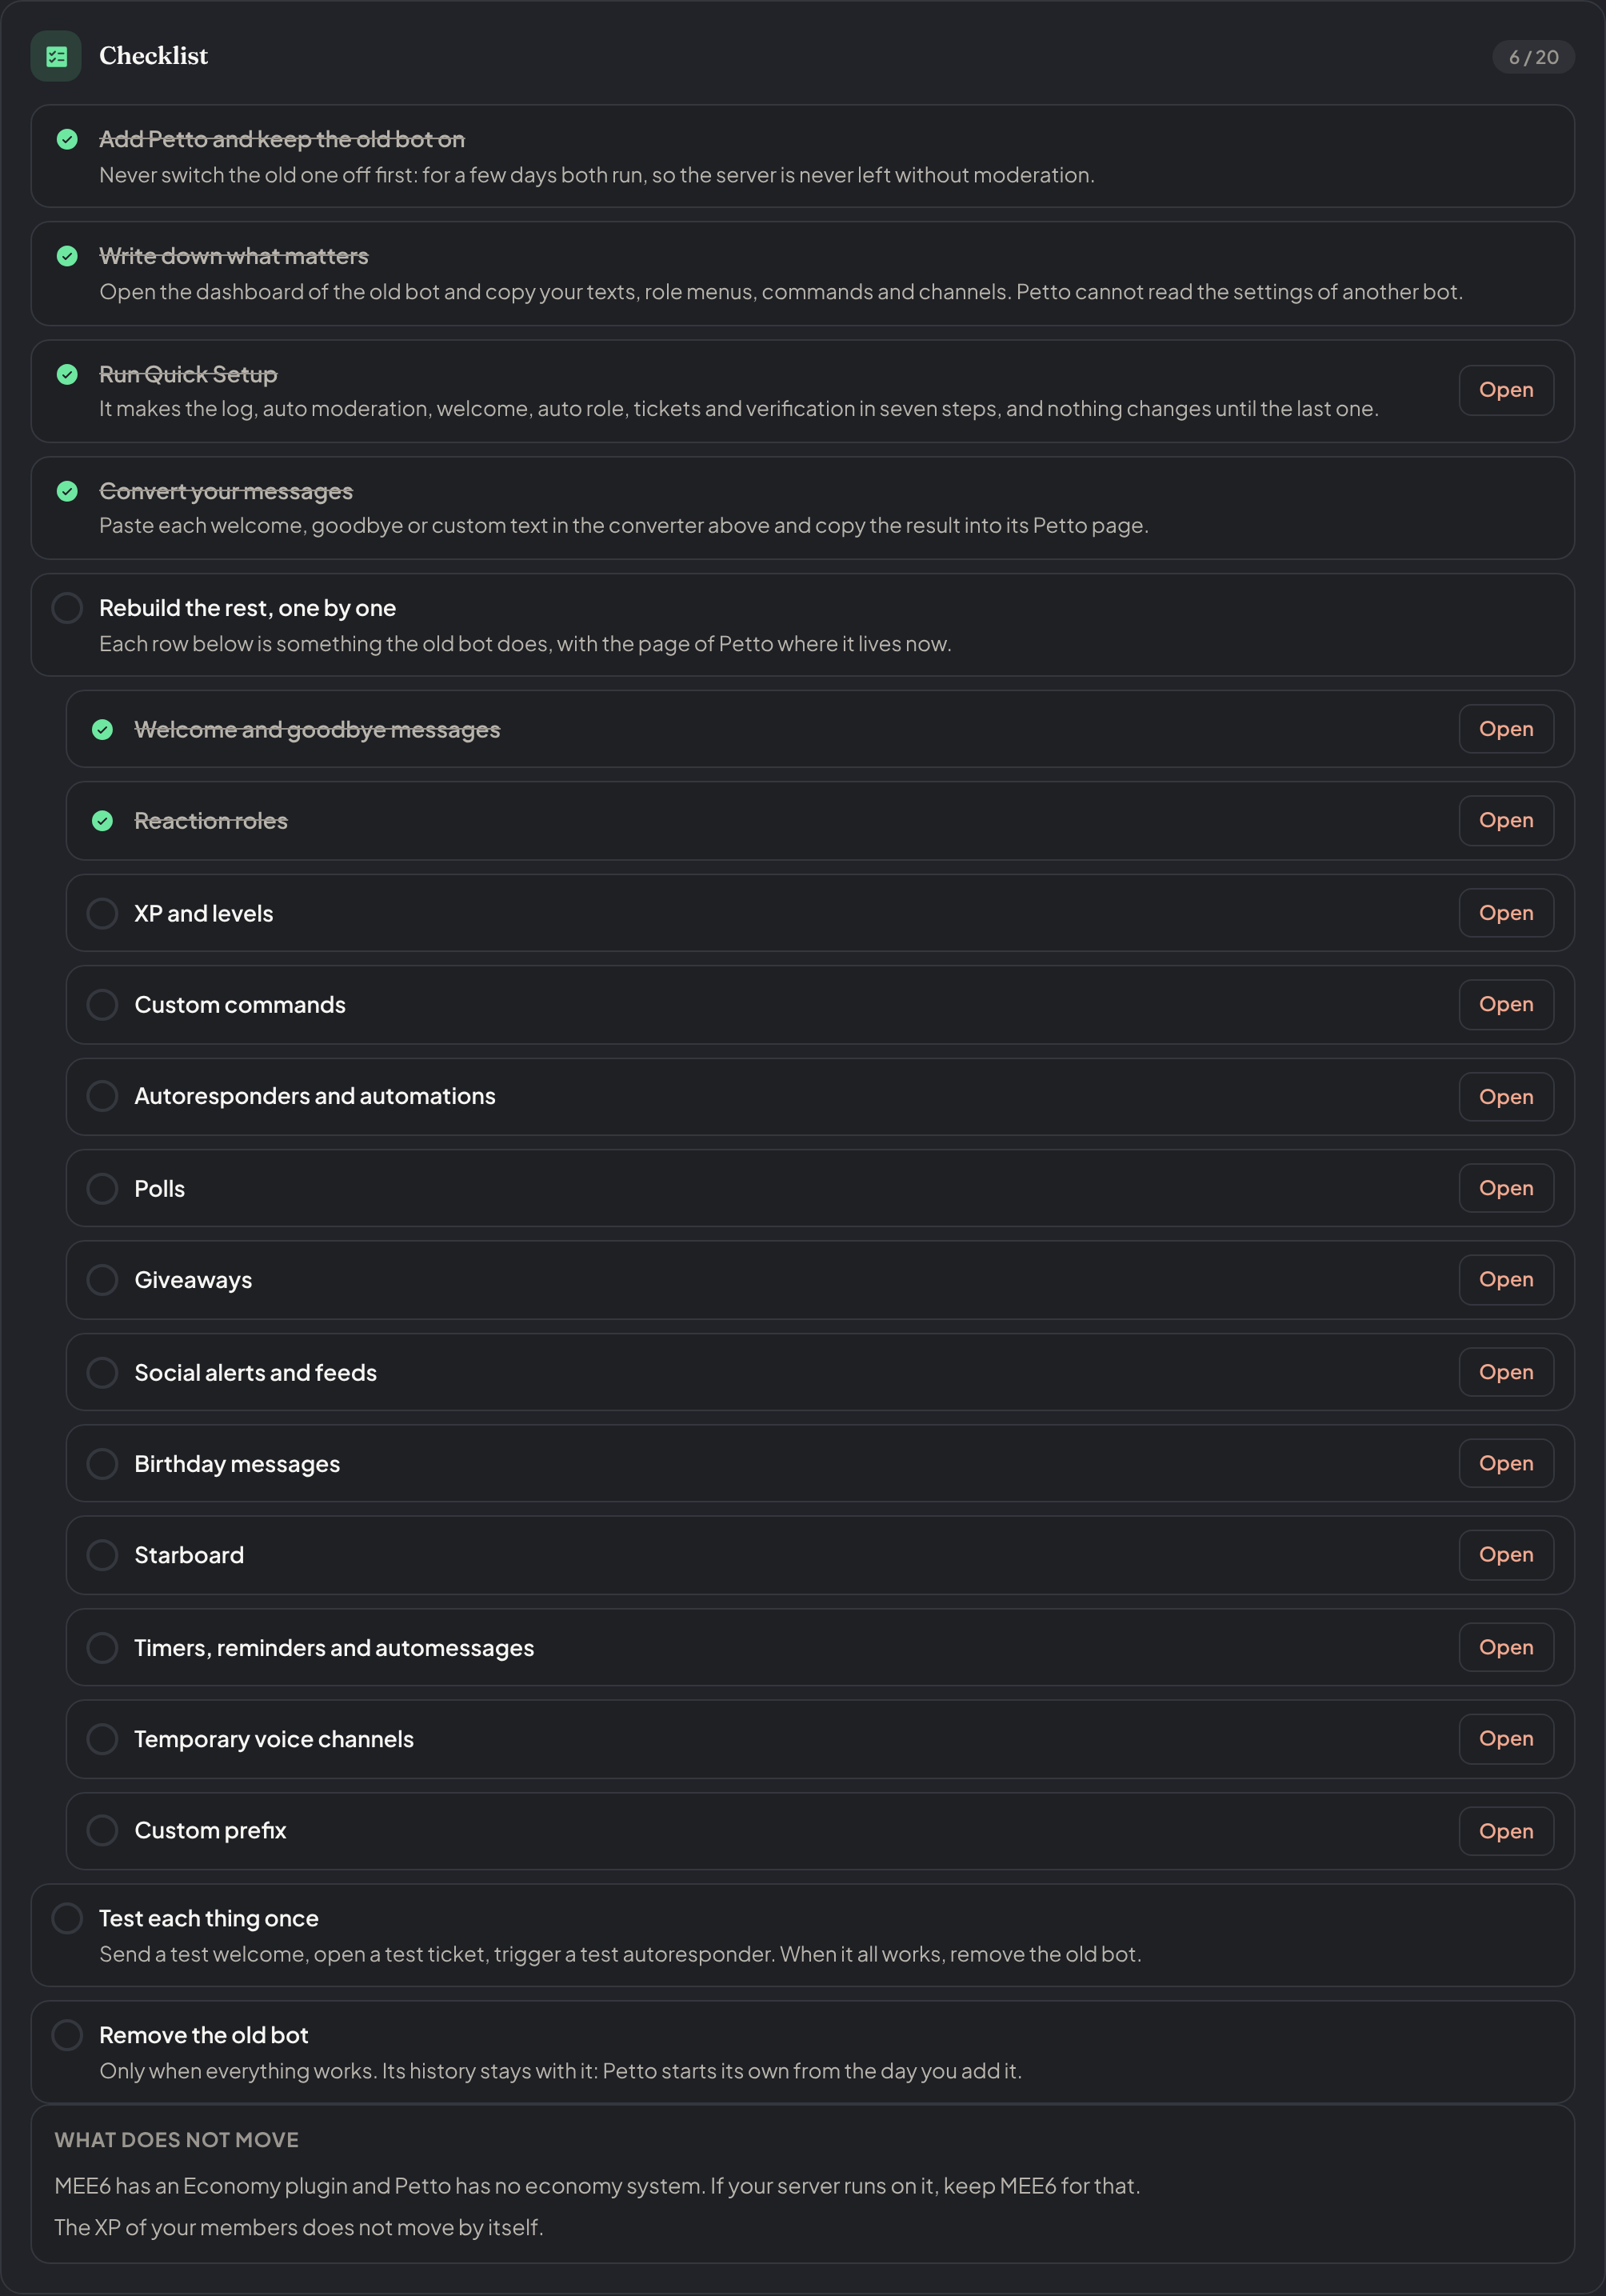 Checklist
6 / 20
Add Petto and keep the old bot on
Never switch the old one off first: for a few days both run, so the server is never left without moderation.
Write down what matters
Open the dashboard of the old bot and copy your texts, role menus, commands and channels. Petto cannot read the settings of another bot.
Run Quick Setup
It makes the log, auto moderation, welcome, auto role, tickets and verification in seven steps, and nothing changes until the last one.
Open
Convert your messages
Paste each welcome, goodbye or custom text in the converter above and copy the result into its Petto page.
Rebuild the rest, one by one
Each row below is something the old bot does, with the page of Petto where it lives now.
Welcome and goodbye messages
Open
Reaction roles
Open
XP and levels
Open
Custom commands
Open
Autoresponders and automations
Open
Polls
Open
Giveaways
Open
Social alerts and feeds
Open
Birthday messages
Open
Starboard
Open
Timers, reminders and automessages
Open
Temporary voice channels
Open
Custom prefix
Open
Test each thing once
Send a test welcome, open a test ticket, trigger a test autoresponder. When it all works, remove the old bot.
Remove the old bot
Only when everything works. Its history stays with it: Petto starts its own from the day you add it.
WHAT DOES NOT MOVE
MEE6 has an Economy plugin and Petto has no economy system. If your server runs on it, keep MEE6 for that.
The XP of your members does not move by itself.